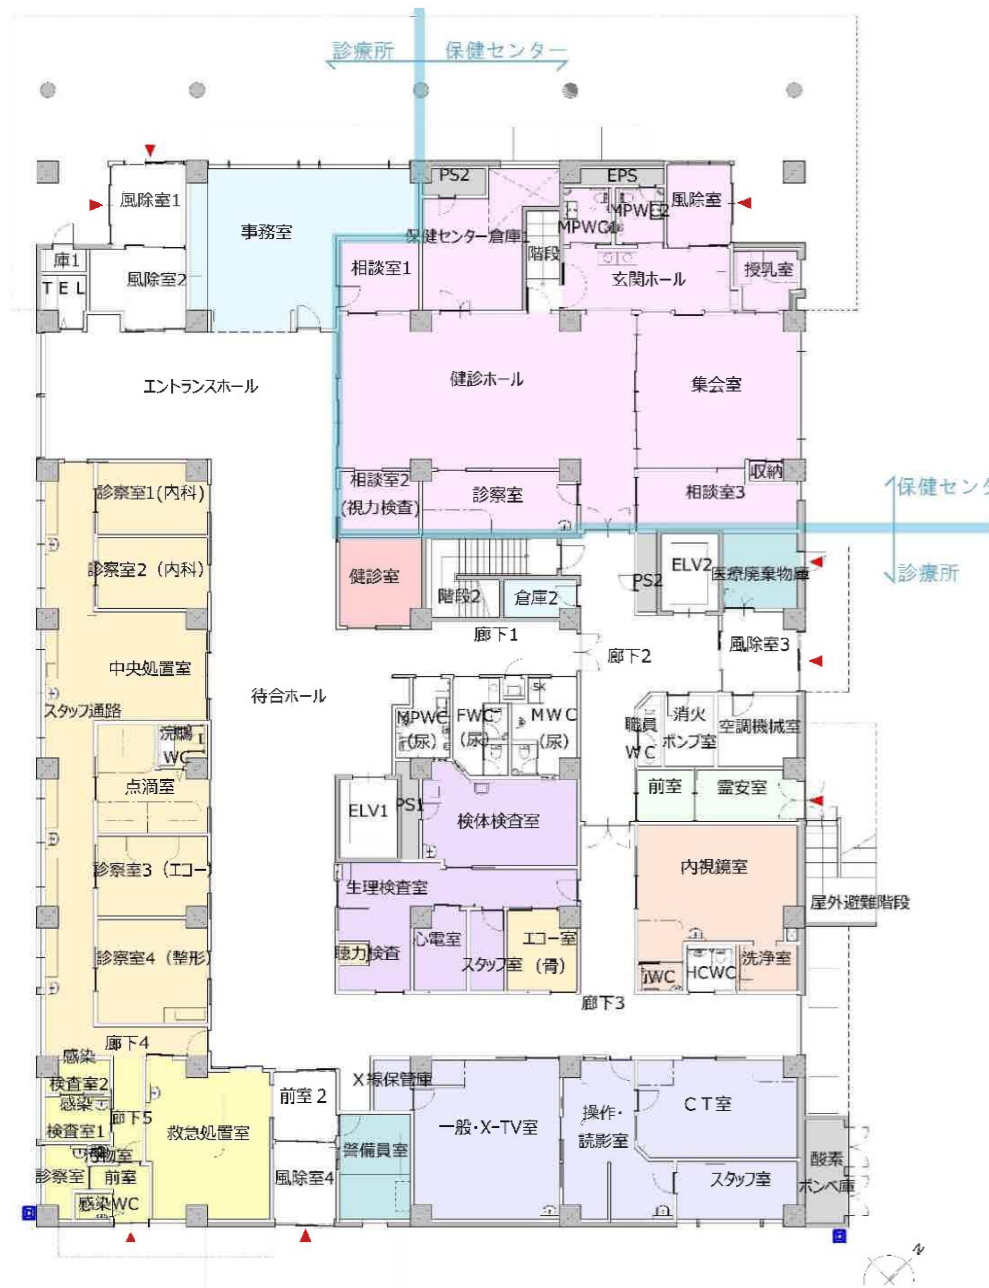 診療所
保健センター
PS2
EPS
風除室1
MPWC1
MPWC2
風除室
事務室
保健センター倉庫1
階段
庫1
風除室2
相談室1
玄関ホール
授乳室
TEL
エントランスホール
健診ホール
集会室
診察室1(内科)
相談室2
(視力検査)
診察室
相談室3
収納
保健センタ
診察室2(内科)
健診室
階段2
倉庫2
PS2
ELV2
医療廃棄物庫
診療所
廊下1
廊下2
風除室3
中央処置室
スタッフ通路
待合ホール
MPWC
(尿)
FWC
(尿)
SK
MWC
(尿)
職員
WC
消火
ポンプ室
空調機械室
浣腸
WC
点滴室
ELV1
PS1
検体検査室
前室
霊安室
診察室3(エコー)
生理検査室
内視鏡室
屋外避難階段
診察室4(整形)
聴力検査
心電室
スタッフ室
エコー室
(骨)
HCWC
洗浄室
廊下3
廊下4
感染
検査室2
感染
検査室1
廊下5
救急処置室
前室2
X線保管庫
一般・X-TV室
操作・
読影室
CT室
汚物室
診察室
前室
感染WC
風除室4
警備員室
スタッフ室
酸素
ボンベ庫
N